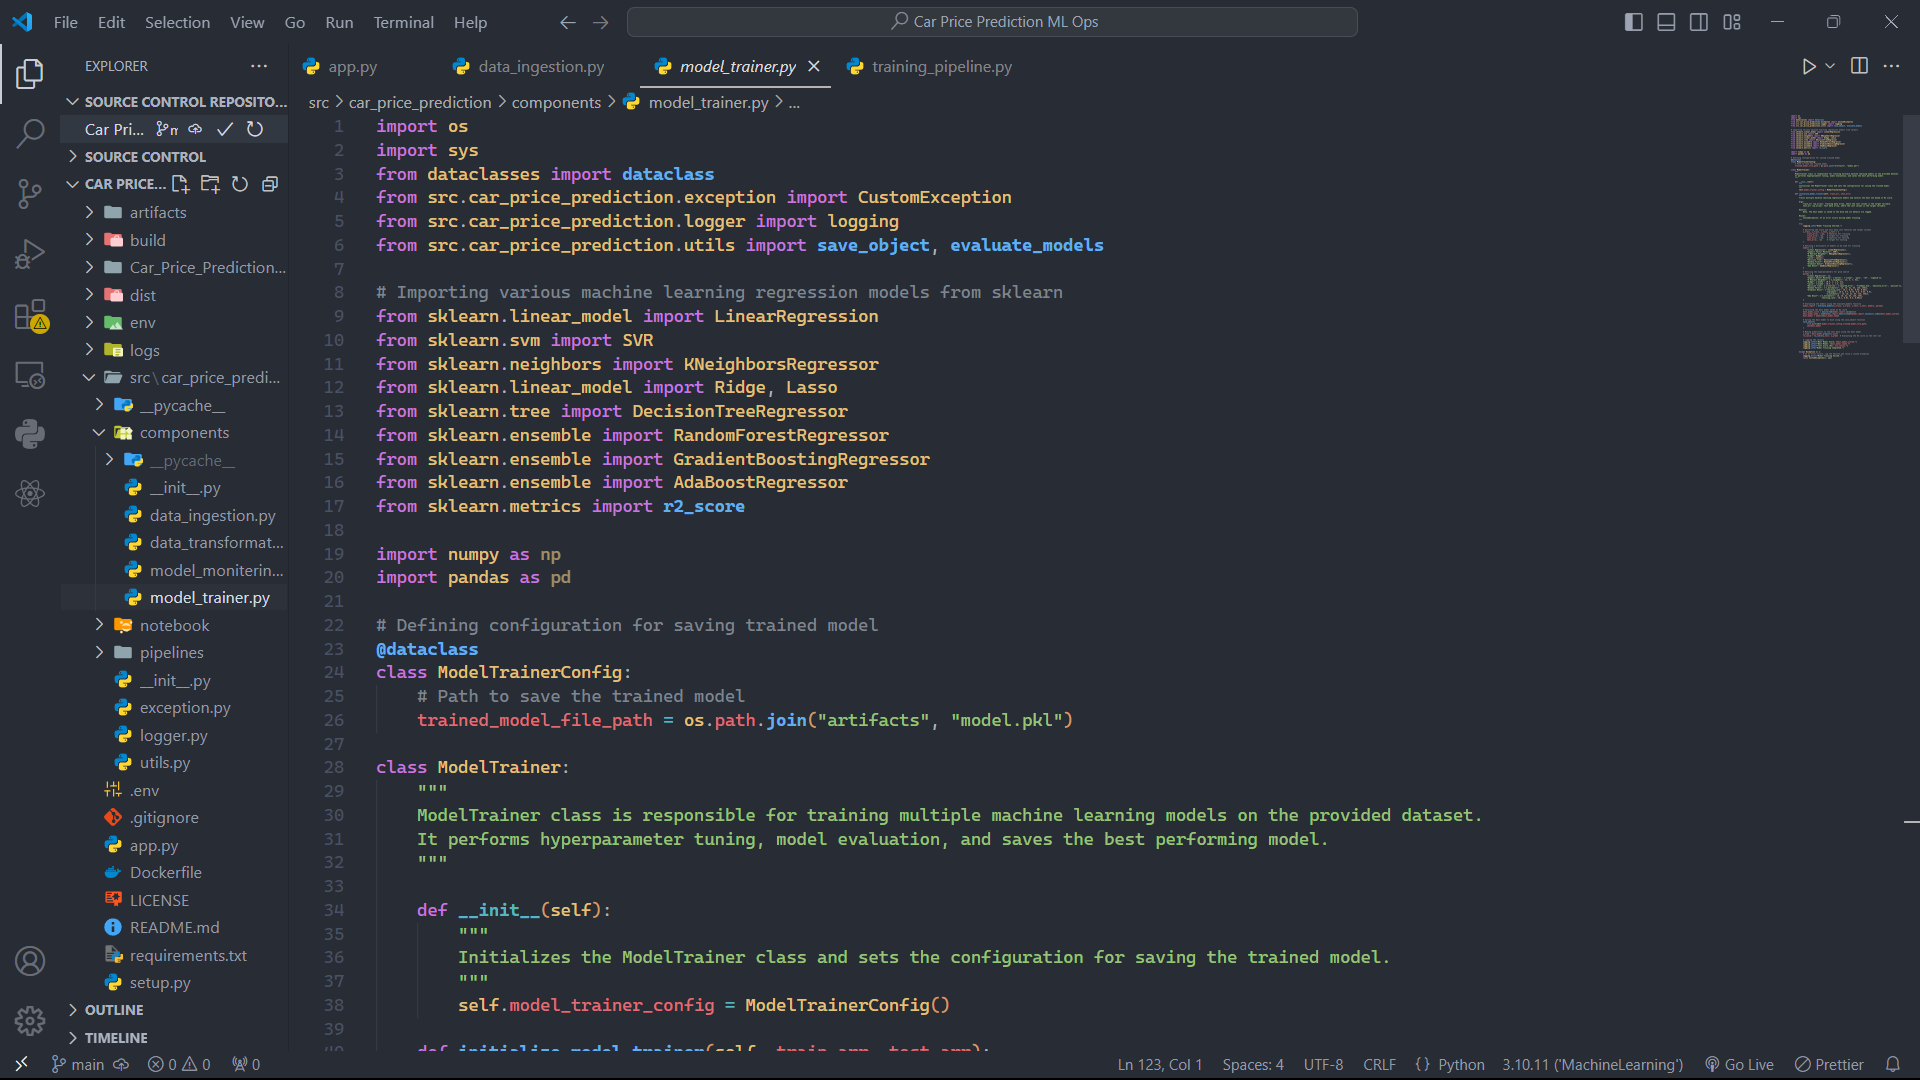 File Edit Selection View Go Run Terminal Help
Car Price Prediction ML Ops
EXPLORER
SOURCE CONTROL REPOSITO...
Car Pri... m
SOURCE CONTROL
CAR PRICE...
artifacts
build
Car_Price_Prediction...
dist
env
logs
src\car_price_predi...
__pycache__
components
__pycache__
__init__.py
data_ingestion.py
data_transformat...
model_moniterin...
model_trainer.py
notebook
pipelines
__init__.py
exception.py
logger.py
utils.py
.env
.gitignore
app.py
Dockerfile
LICENSE
README.md
requirements.txt
setup.py
OUTLINE
TIMELINE
app.py data_ingestion.py model_trainer.py training_pipeline.py
src > car_price_prediction > components > model_trainer.py > ...
1 import os
2 import sys
3 from dataclasses import dataclass
4 from src.car_price_prediction.exception import CustomException
5 from src.car_price_prediction.logger import logging
6 from src.car_price_prediction.utils import save_object, evaluate_models
7
8 # Importing various machine learning regression models from sklearn
9 from sklearn.linear_model import LinearRegression
10 from sklearn.svm import SVR
11 from sklearn.neighbors import KNeighborsRegressor
12 from sklearn.linear_model import Ridge, Lasso
13 from sklearn.tree import DecisionTreeRegressor
14 from sklearn.ensemble import RandomForestRegressor
15 from sklearn.ensemble import GradientBoostingRegressor
16 from sklearn.ensemble import AdaBoostRegressor
17 from sklearn.metrics import r2_score
18
19 import numpy as np
20 import pandas as pd
21
22 # Defining configuration for saving trained model
23 @dataclass
24 class ModelTrainerConfig:
25 # Path to save the trained model
26 trained_model_file_path = os.path.join("artifacts", "model.pkl")
27
28 class ModelTrainer:
29 """
30 ModelTrainer class is responsible for training multiple machine learning models on the provided dataset.
31 It performs hyperparameter tuning, model evaluation, and saves the best performing model.
32 """
33
34 def __init__(self):
35 """
36 Initializes the ModelTrainer class and sets the configuration for saving the trained model.
37 """
38 self.model_trainer_config = ModelTrainerConfig()
39
40 def initialize_model_trainer(self, train_arr, test_arr):
main 0 0 0 Ln 123, Col 1 Spaces: 4 UTF-8 CRLF {} Python 3.10.11 ('MachineLearning') Go Live Prettier